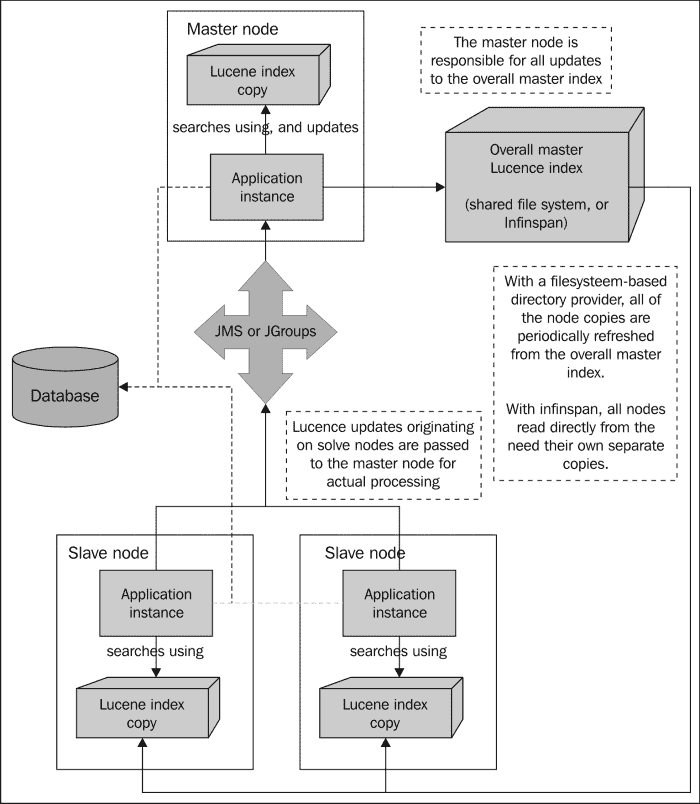 Master node
Lucene index
copy
searches using, and updates
Application
instance
The master node is
responsible for all updates
to the overall master index
Overall master
Lucence index
(shared file system, or
Infinspan)
JMS or JGroups
With a filesysteem-based
directory provider, all of
the node copies are
periodically refreshed
from the overall master
index.
With infinspan, all nodes
read directly from the
need their own separate
copies.
Database
Lucence updates originating
on solve nodes are passed
to the master node for
actual processing
Slave node
Application
instance
searches using
Lucene index
copy
Slave node
Application
instance
searches using
Lucene index
copy